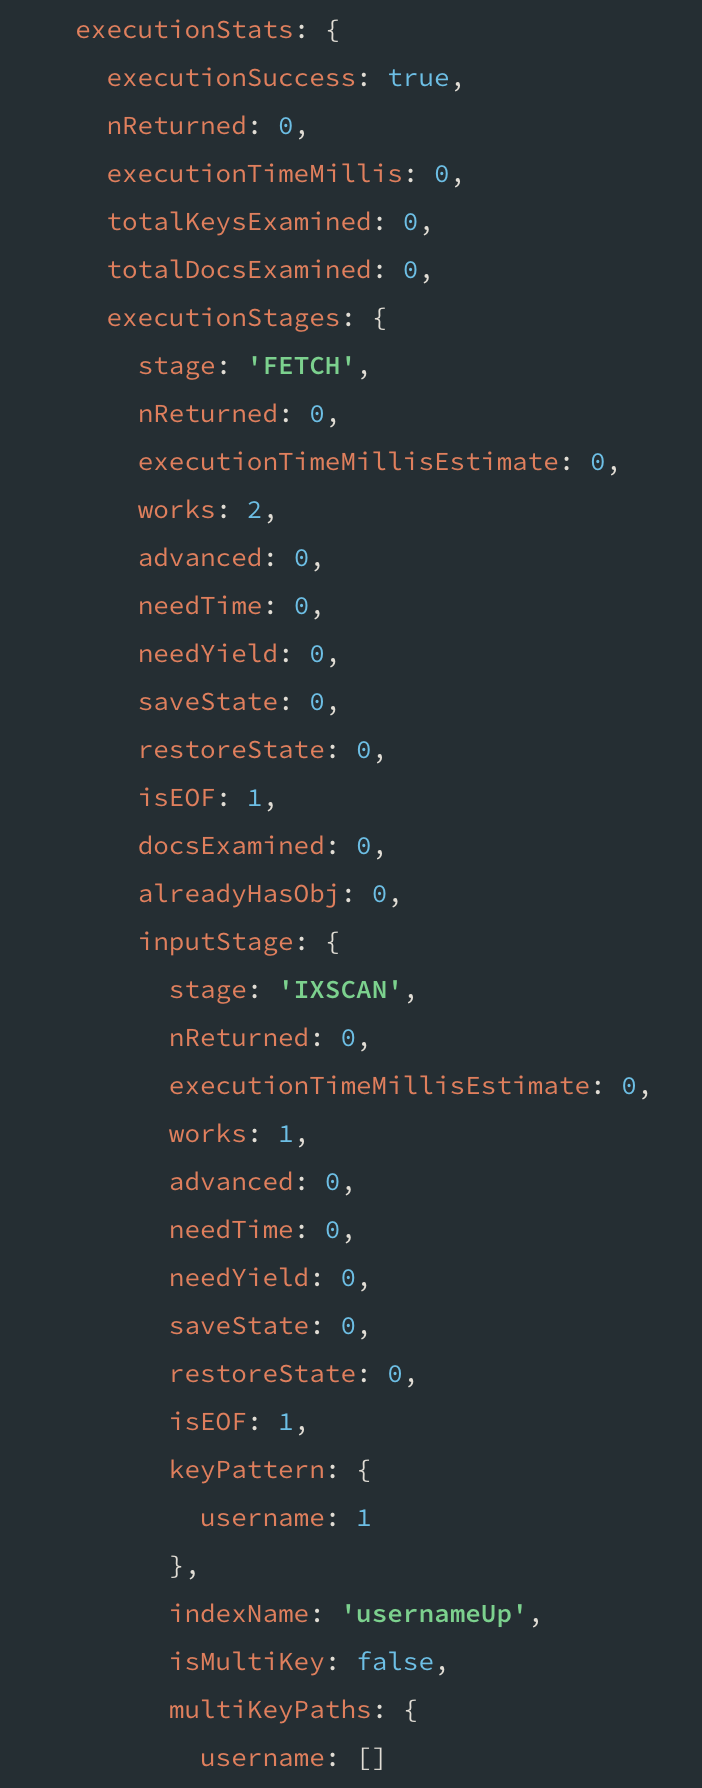 executionStats: {
executionSuccess: true,
nReturned: 0,
executionTimeMillis: 0,
totalKeysExamined: 0,
totalDocsExamined: 0,
executionStages: {
stage: 'FETCH',
nReturned: 0,
executionTimeMillisEstimate: 0,
works: 2,
advanced: 0,
needTime: 0,
needYield: 0,
saveState: 0,
restoreState: 0,
isEOF: 1,
docsExamined: 0,
alreadyHasObj: 0,
inputStage: {
stage: 'IXSCAN',
nReturned: 0,
executionTimeMillisEstimate: 0,
works: 1,
advanced: 0,
needTime: 0,
needYield: 0,
saveState: 0,
restoreState: 0,
isEOF: 1,
keyPattern: {
username: 1
},
indexName: 'usernameUp',
isMultiKey: false,
multiKeyPaths: {
username: []